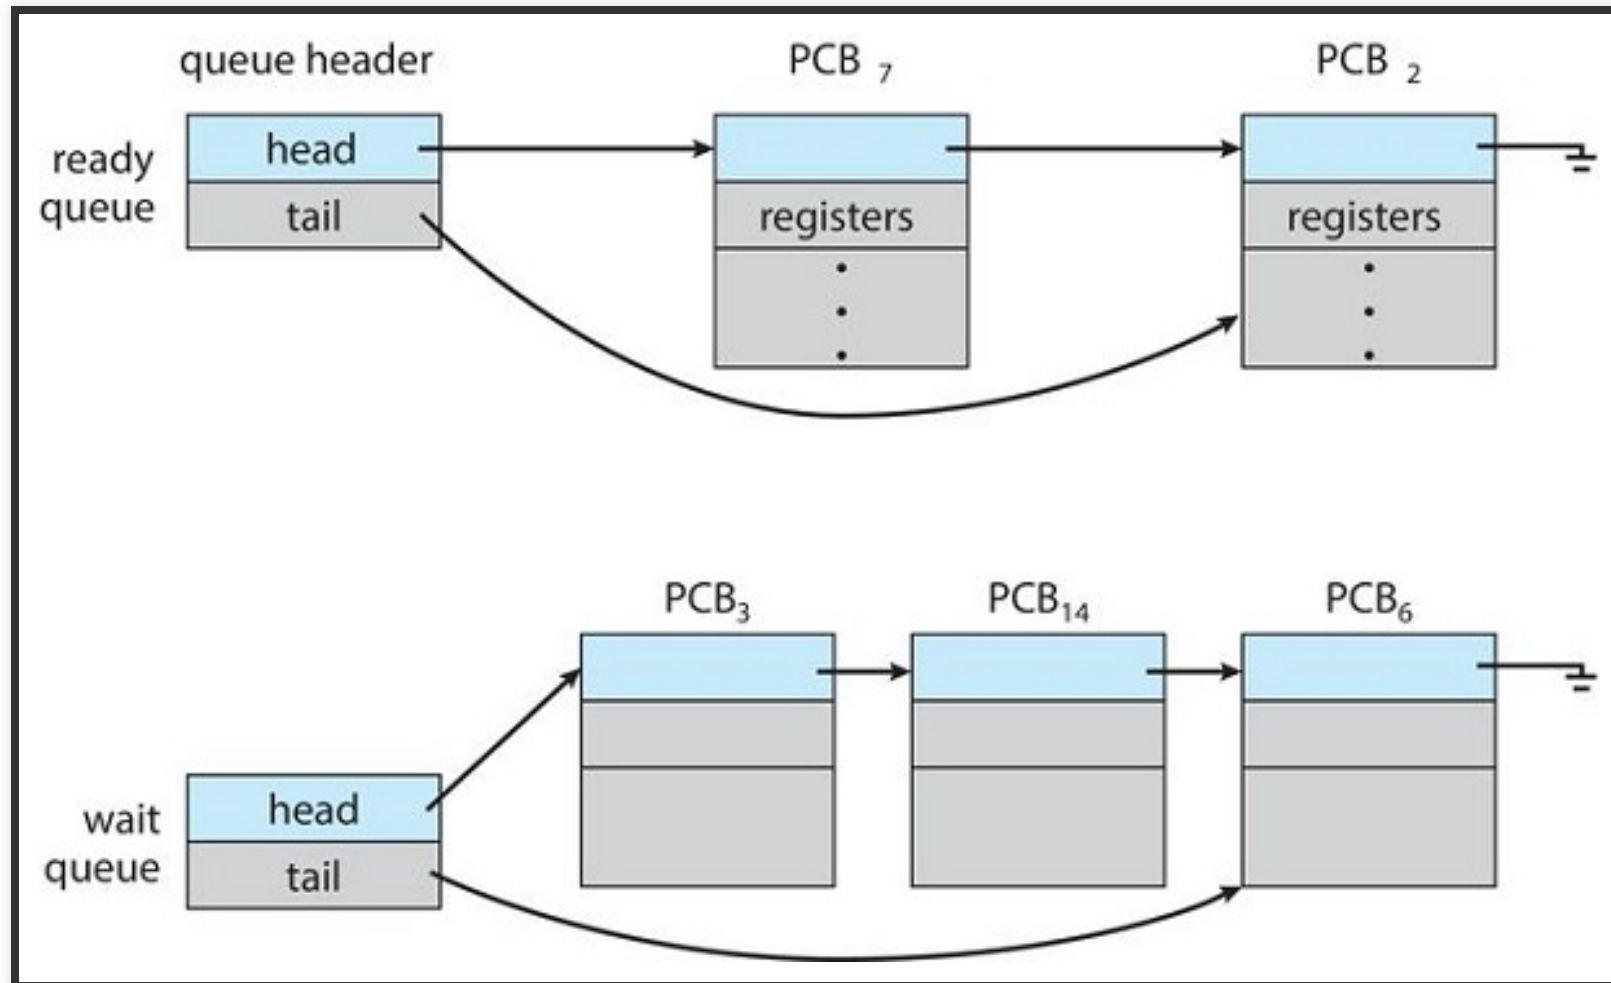 queue header
PCB 7
PCB 2
ready
queue
head
tail
registers
registers
PCB3
PCB14
PCB6
wait
queue
head
tail